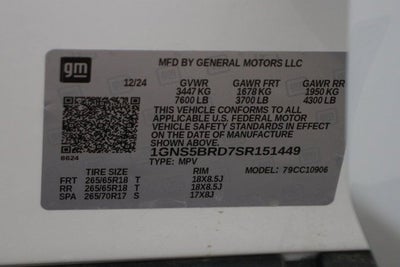 gm
MFD BY GENERAL MOTORS LLC
12/24 GVWR GAWR FRT GAWR RR
3447 KG 1678 KG 1950 KG
7600 LB 3700 LB 4300 LB
THIS VEHICLE CONFORMS TO ALL
APPLICABLE U.S. FEDERAL MOTOR
VEHICLE SAFETY STANDARDS IN EFFECT
ON THE DATE OF MANUFACTURE
SHOWN ABOVE.
8624
1GNS5BRD7SR151449
TYPE: MPV MODEL: 79CC10906
TIRE SIZE RIM
FRT 265/65R18 T 18X8.5J
RR 265/65R18 T 18X8.5J
SPA 265/70R17 S 17X8J